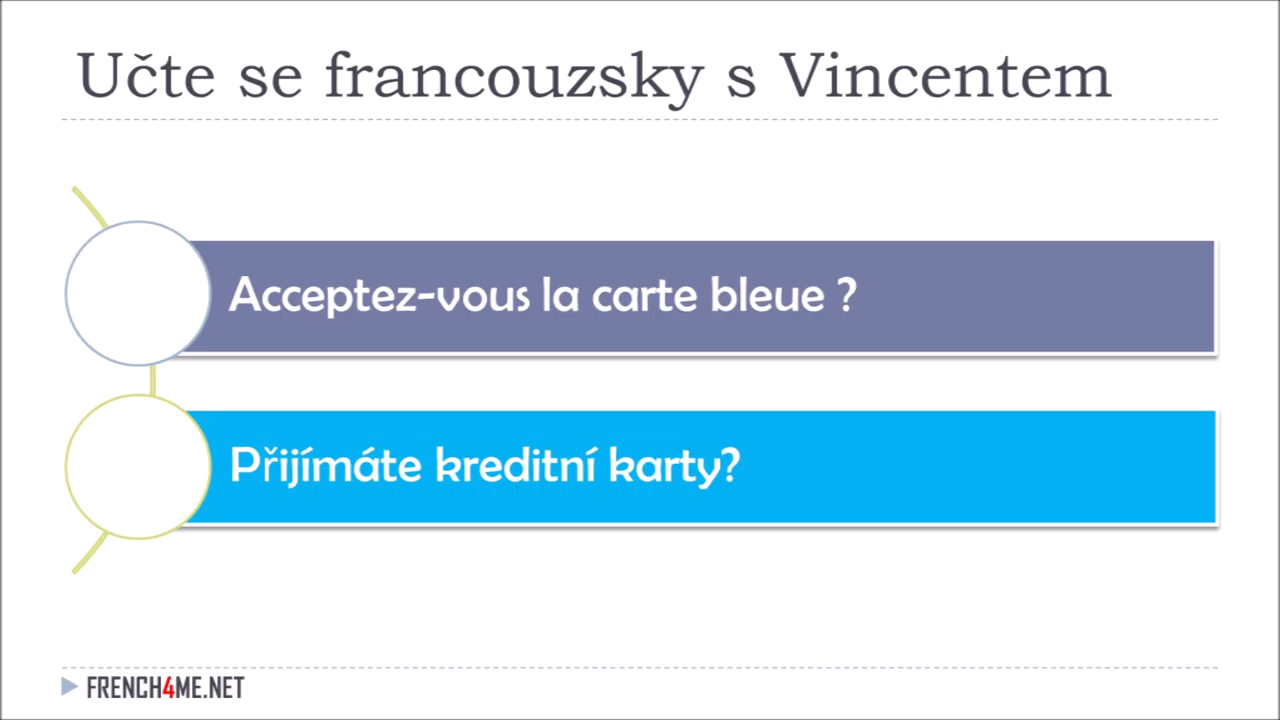 Učte se francouzsky s Vincentem
Acceptez-vous la carte bleue ?
Přijímáte kreditní karty?
FRENCH4ME.NET